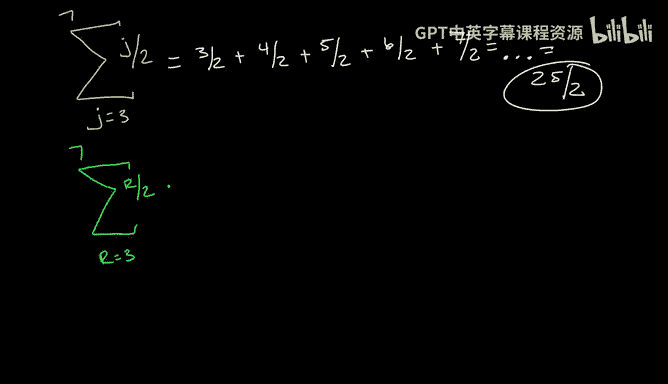 GPT中英字幕课程资源 bilibili
7
∑ j/2 = 3/2 + 4/2 + 5/2 + 6/2 + 7/2 = ... =
j=3
25/2
7
∑ k/2
k=3